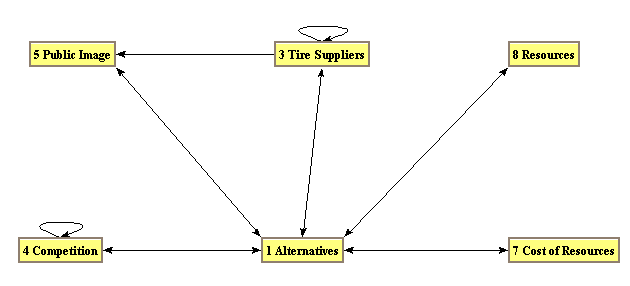 5 Public Image
3 Tire Suppliers
8 Resources
4 Competition
1 Alternatives
7 Cost of Resources